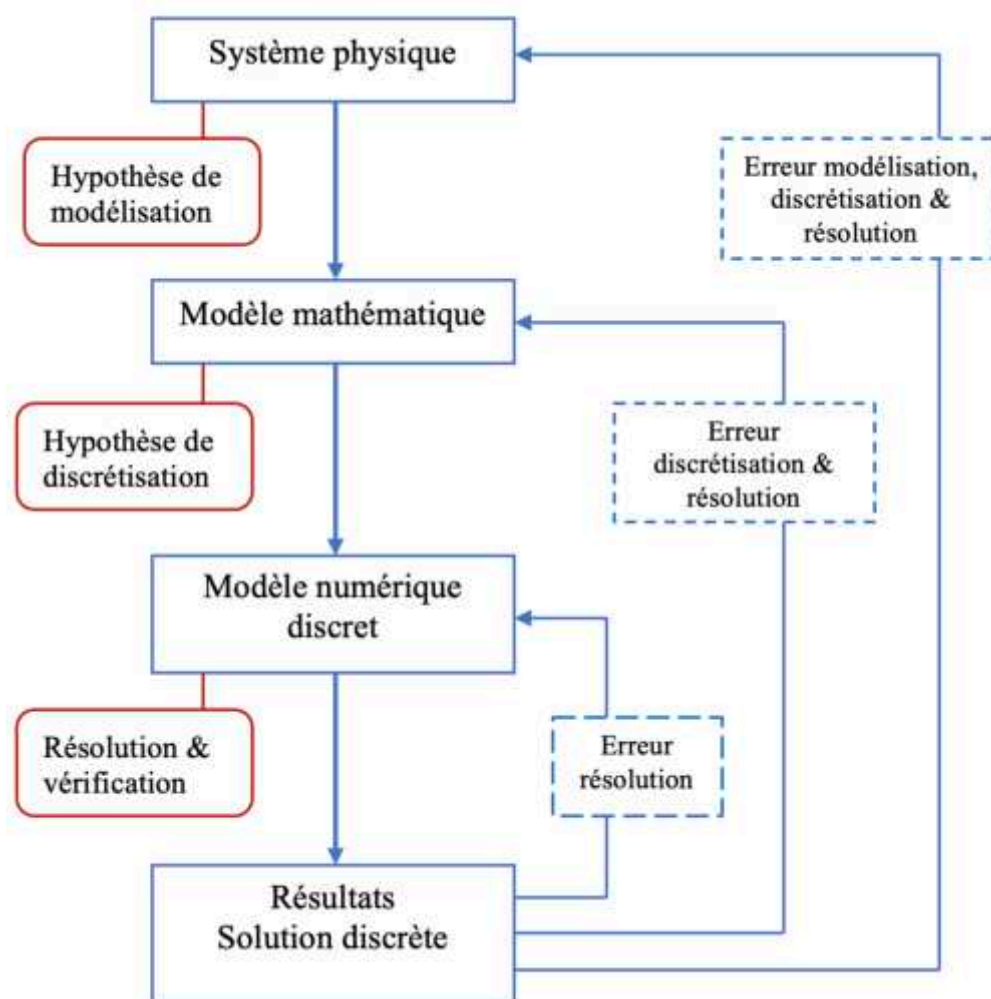 Système physique
Hypothèse de
modélisation
Erreur modélisation,
discrétisation &
résolution
Modèle mathématique
Hypothèse de
discrétisation
Erreur
discrétisation &
résolution
Modèle numérique
discret
Résolution &
vérification
Erreur
résolution
Résultats
Solution discrète